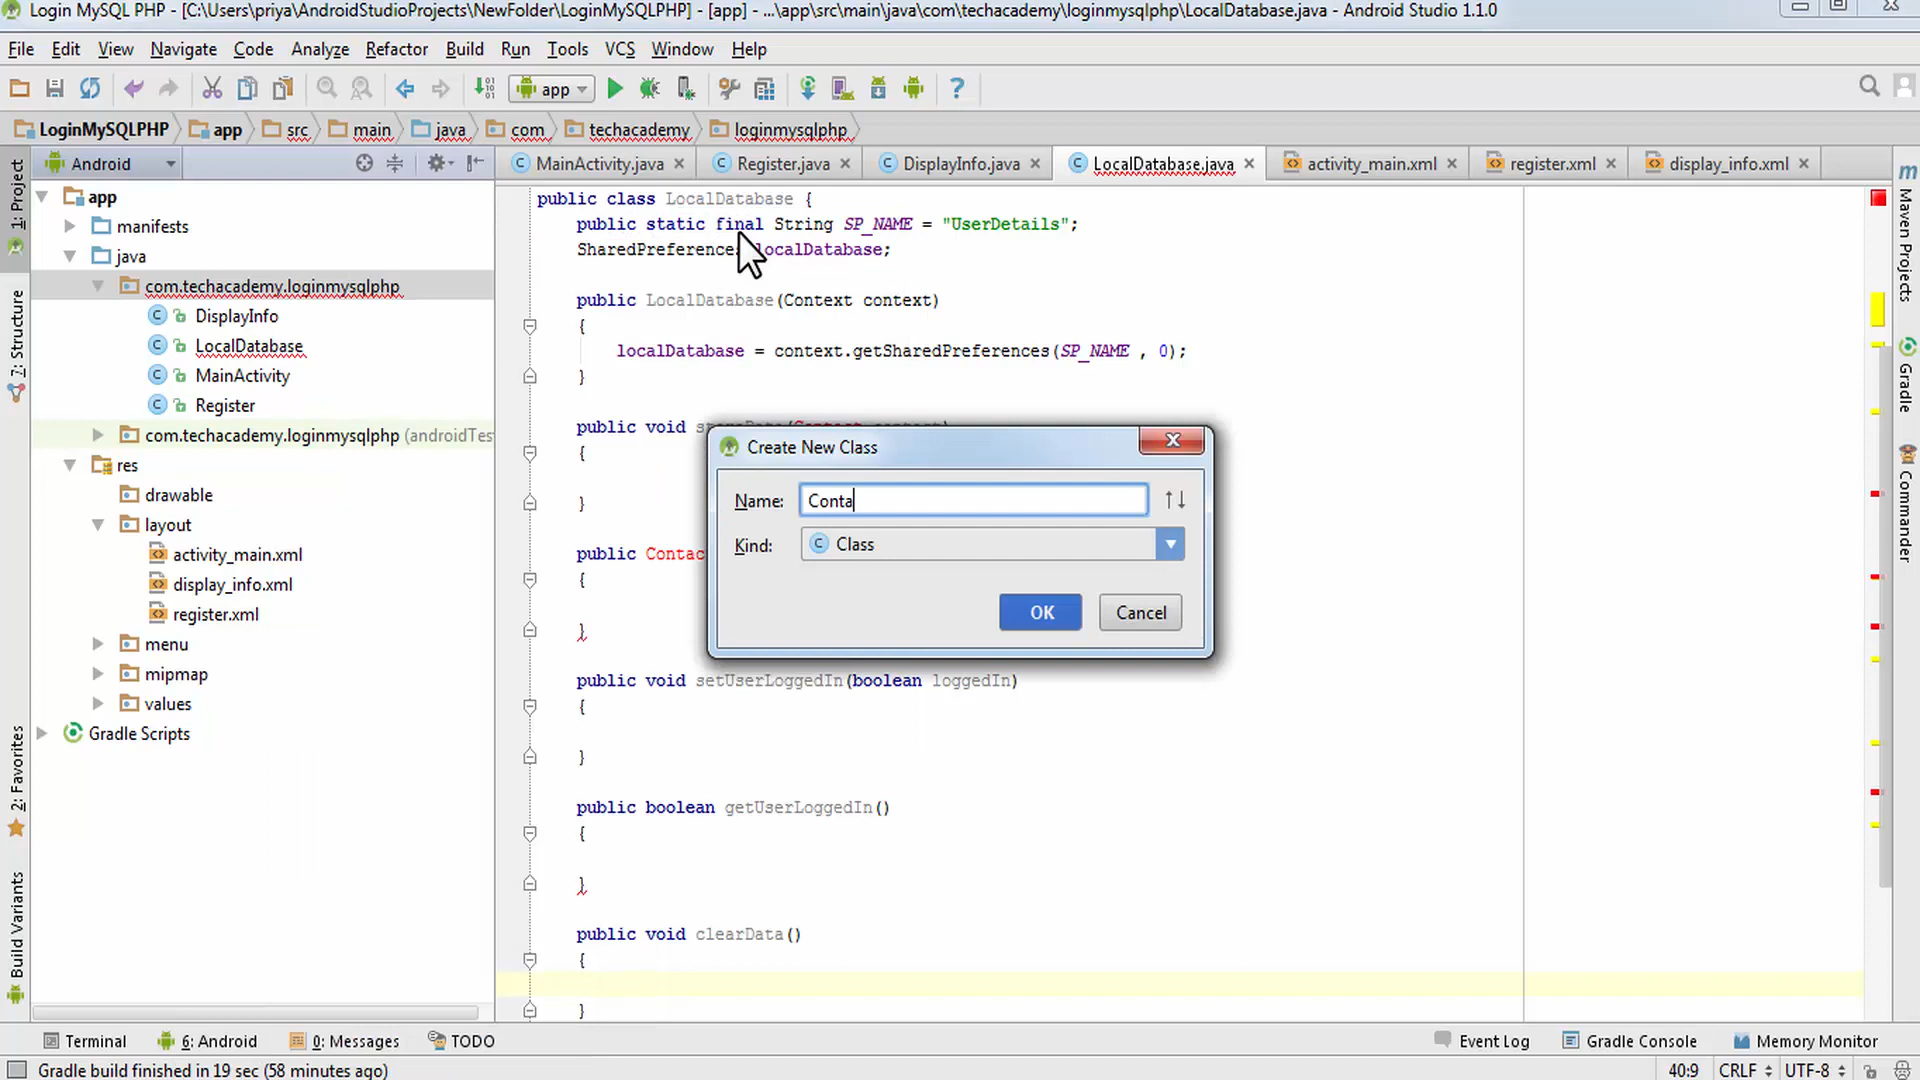 Login MySQL PHP - [C:\Users\priya\AndroidStudioProjects\NewFolder\LoginMySQLPHP] - [app] - ...\app\src\main\java\com\techacademy\loginmysqlphp\LocalDatabase.java - Android Studio 1.1.0
File Edit View Navigate Code Analyze Refactor Build Run Tools VCS Window Help
app
LoginMySQLPHP app src main java com techacademy loginmysqlphp
Android
MainActivity.java Register.java DisplayInfo.java LocalDatabase.java activity_main.xml register.xml display_info.xml
1: Project
7: Structure
2: Favorites
Build Variants
app
manifests
java
com.techacademy.loginmysqlphp
DisplayInfo
LocalDatabase
MainActivity
Register
com.techacademy.loginmysqlphp (androidTes
res
drawable
layout
activity_main.xml
display_info.xml
register.xml
menu
mipmap
values
Gradle Scripts
public class LocalDatabase {
public static final String SP_NAME = "UserDetails";
SharedPreference localDatabase;
public LocalDatabase(Context context)
{
localDatabase = context.getSharedPreferences(SP_NAME , 0);
}
public void
{
}
public Contac
{
}
public void setUserLoggedIn(boolean loggedIn)
{
}
public boolean getUserLoggedIn()
{
}
public void clearData()
{
}
Create New Class
Name: Conta
Kind: Class
OK Cancel
m
Maven Projects
Gradle
Commander
Terminal 6: Android 0: Messages TODO Event Log Gradle Console Memory Monitor
Gradle build finished in 19 sec (58 minutes ago) 40:9 CRLF UTF-8